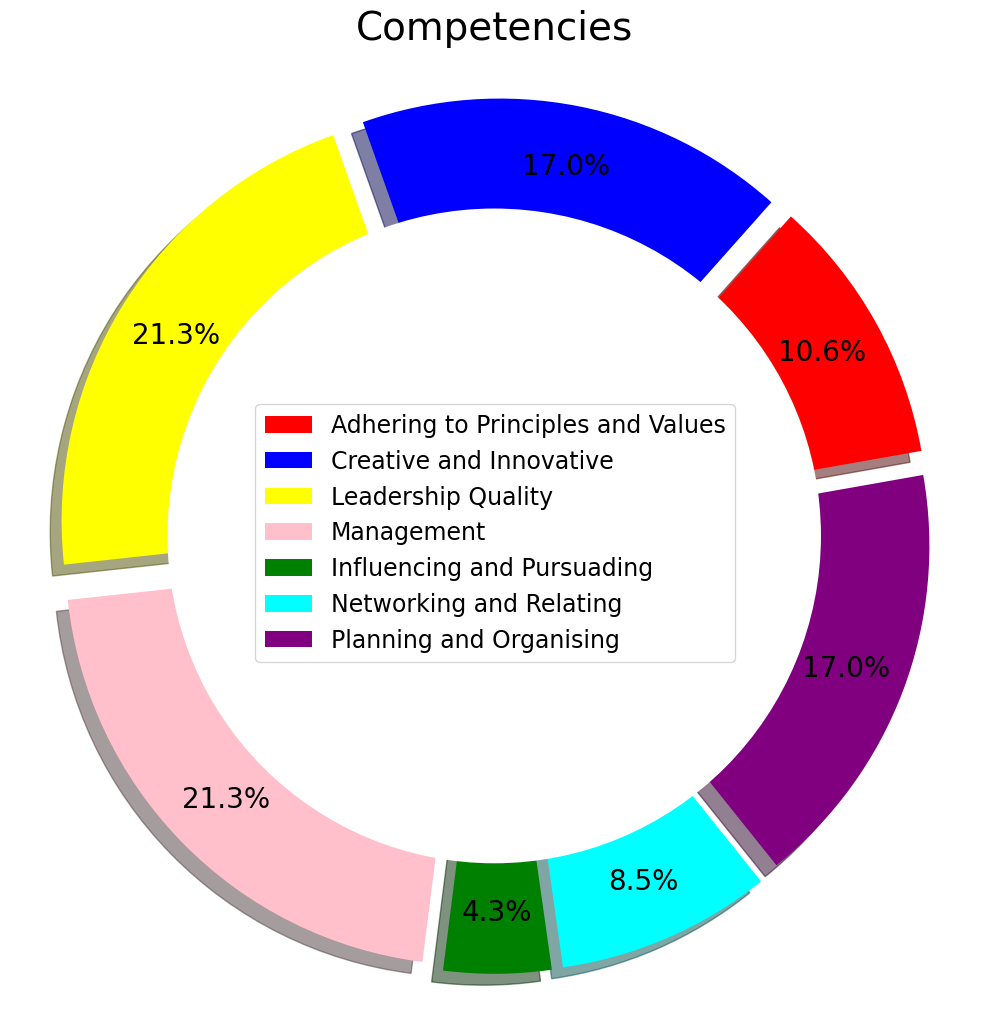 Competencies
17.0%
10.6%
21.3%
Adhering to Principles and Values
Creative and Innovative
Leadership Quality
Management
Influencing and Pursuading
Networking and Relating
Planning and Organising
17.0%
21.3%
8.5%
4.3%